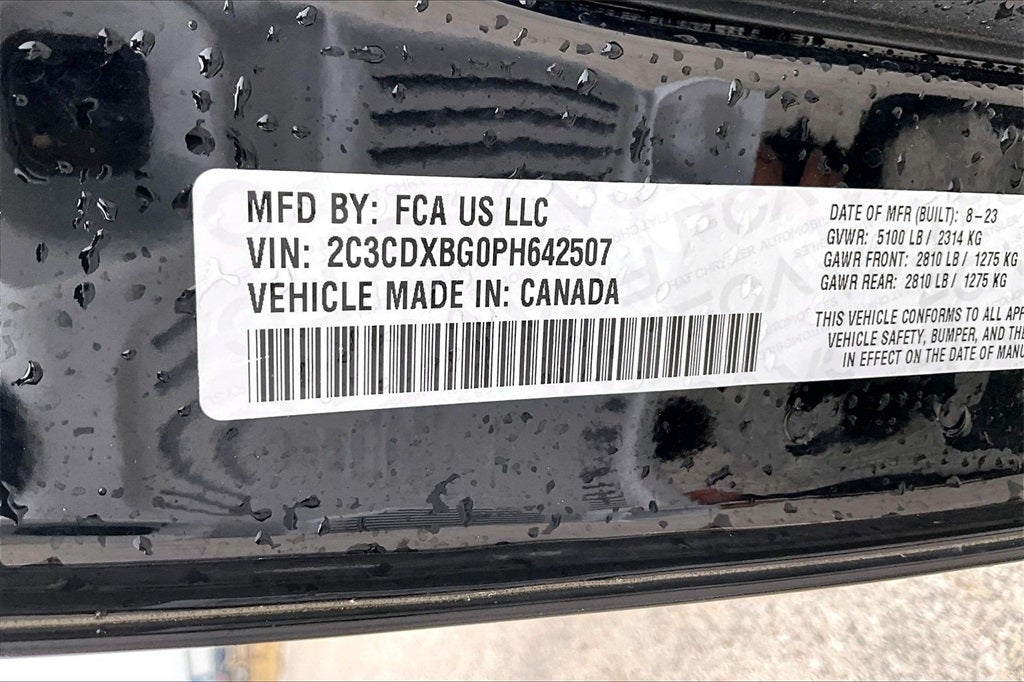 MFD BY: FCA US LLC
VIN: 2C3CDXBG0PH642507
VEHICLE MADE IN: CANADA
DATE OF MFR (BUILT): 8-23
GVWR: 5100 LB / 2314 KG
GAWR FRONT: 2810 LB / 1275 KG
GAWR REAR: 2810 LB / 1275 KG
THIS VEHICLE CONFORMS TO ALL APP
VEHICLE SAFETY, BUMPER, AND THE
IN EFFECT ON THE DATE OF MANU